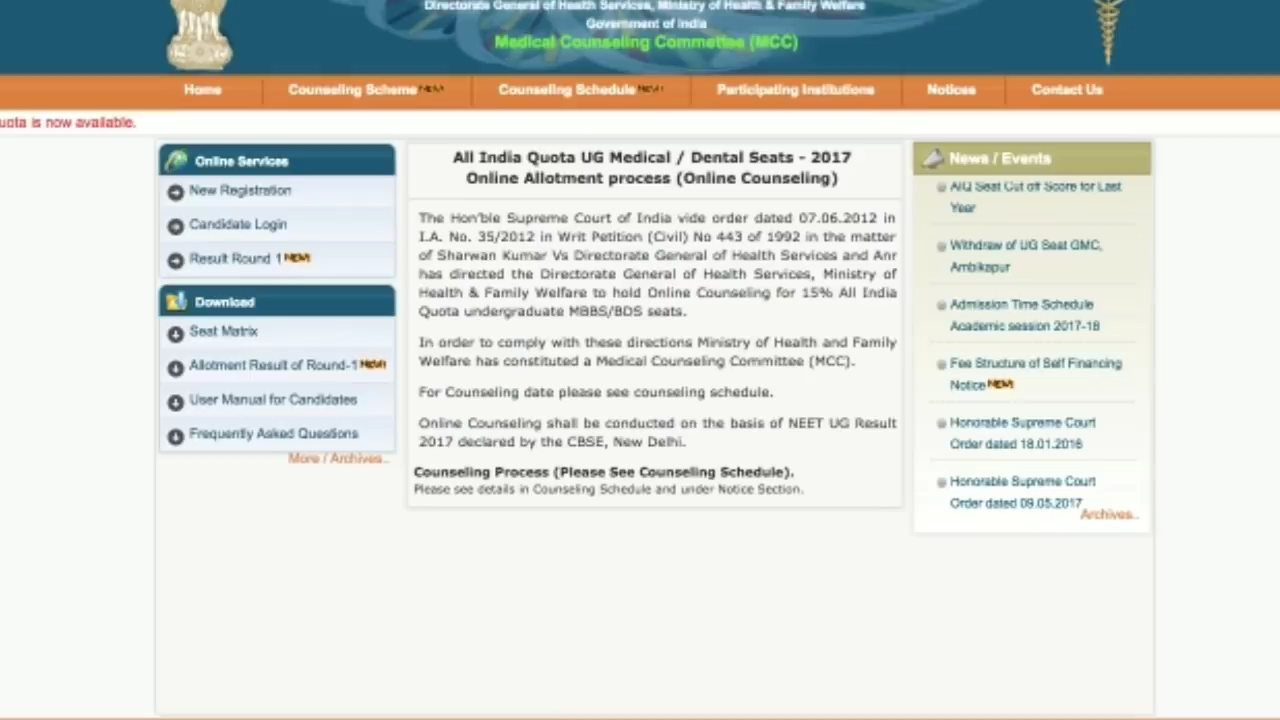 Directorate General of Health Services, Ministry of Health & Family Welfare
Government of India
Medical Counseling Committee (MCC)
Home
Counseling Scheme NEW!
Counseling Schedule NEW!
Participating Institutions
Notices
Contact Us
uota is now available.
Online Services
New Registration
Candidate Login
Result Round 1 NEW!
Download
Seat Matrix
Allotment Result of Round-1 NEW!
User Manual for Candidates
Frequently Asked Questions
More / Archives..
All India Quota UG Medical / Dental Seats - 2017
Online Allotment process (Online Counseling)
The Hon'ble Supreme Court of India vide order dated 07.06.2012 in
I.A. No. 35/2012 in Writ Petition (Civil) No 443 of 1992 in the matter
of Sharwan Kumar Vs Directorate General of Health Services and Anr
has directed the Directorate General of Health Services, Ministry of
Health & Family Welfare to hold Online Counseling for 15% All India
Quota undergraduate MBBS/BDS seats.
In order to comply with these directions Ministry of Health and Family
Welfare has constituted a Medical Counseling Committee (MCC).
For Counseling date please see counseling schedule.
Online Counseling shall be conducted on the basis of NEET UG Result
2017 declared by the CBSE, New Delhi.
Counseling Process (Please See Counseling Schedule).
Please see details in Counseling Schedule and under Notice Section.
News / Events
AIQ Seat Cut off Score for Last
Year
Withdraw of UG Seat GMC,
Ambikapur
Admission Time Schedule
Academic session 2017-18
Fee Structure of Self Financing
Notice NEW!
Honorable Supreme Court
Order dated 18.01.2016
Honorable Supreme Court
Order dated 09.05.2017
Archives..